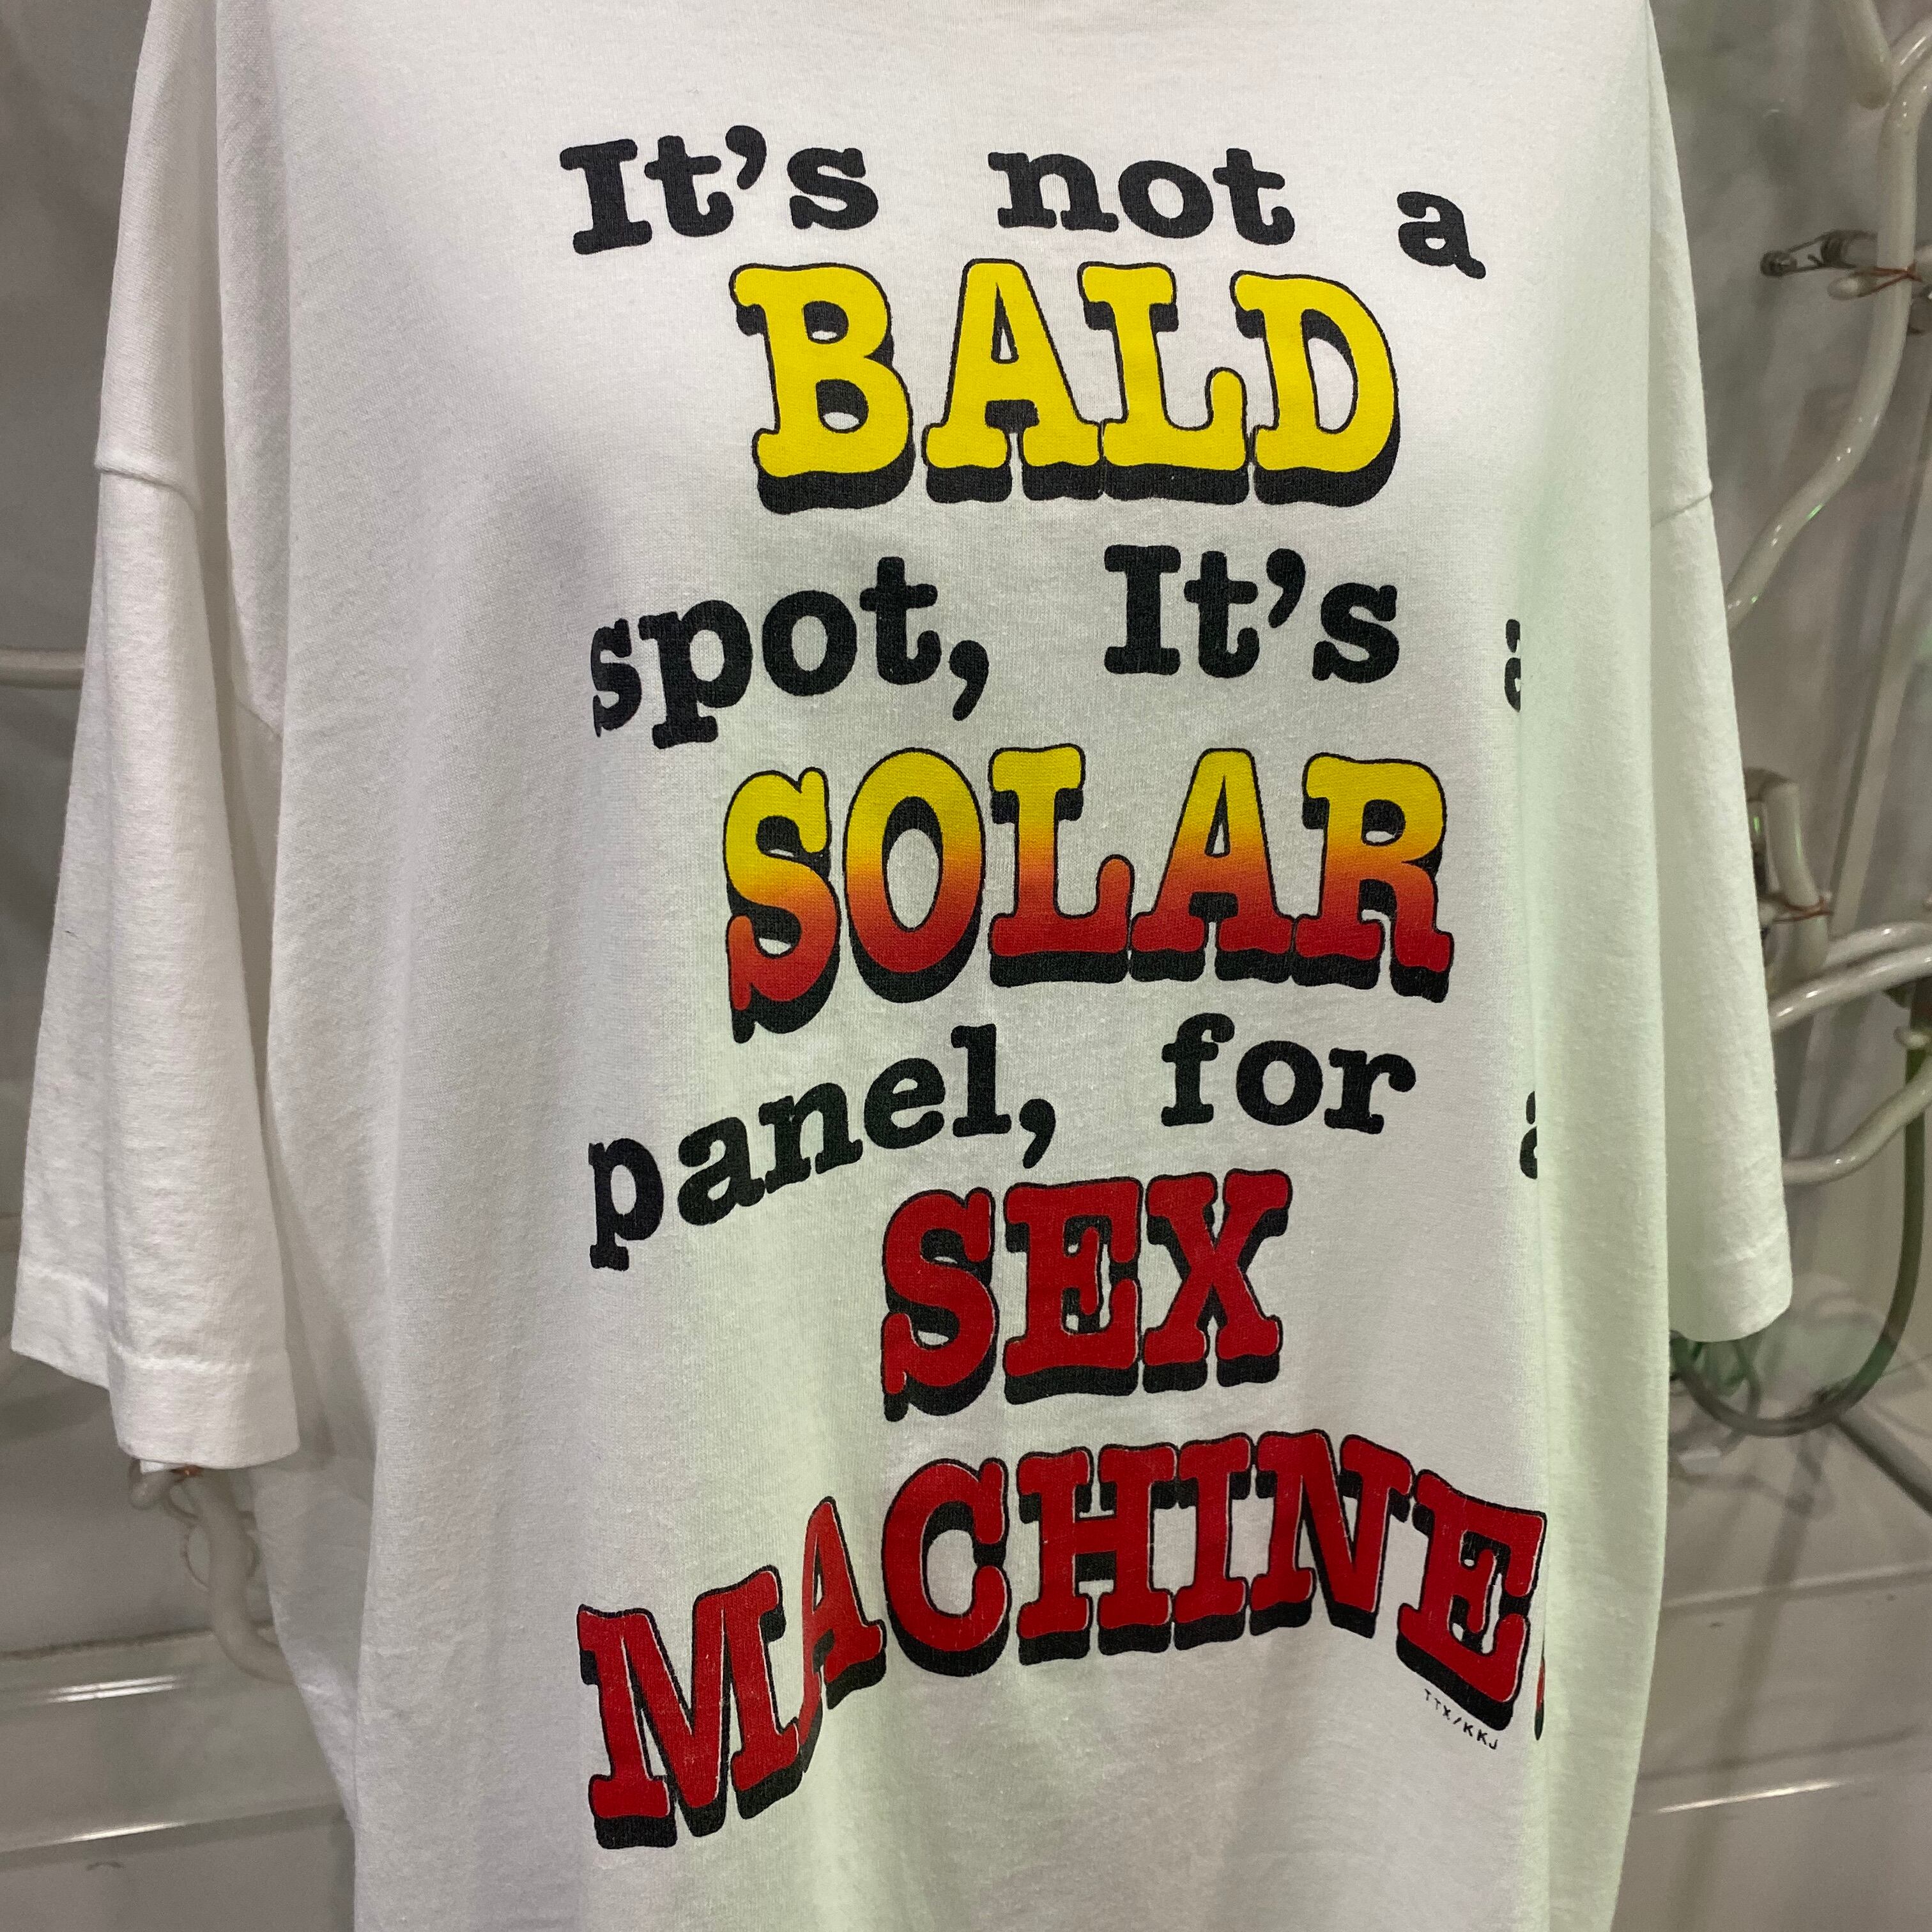 It's not a
BALD
spot, It's a
SOLAR
panel, for a
SEX
MACHINE
TTX/KKJ